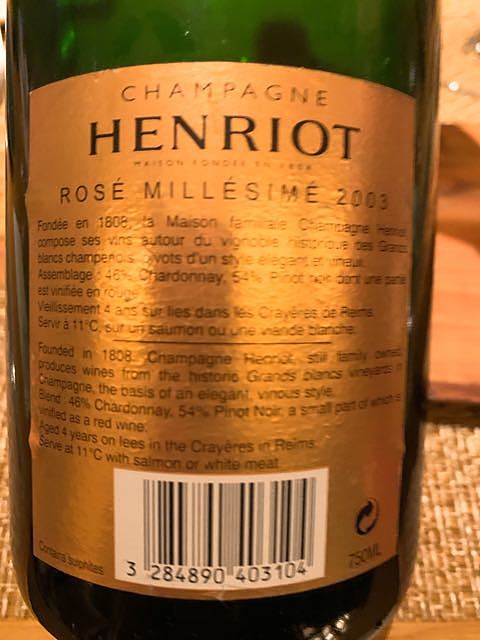 CHAMPAGNE
HENRIOT
MAISON FONDÉE EN 1808
ROSÉ MILLÉSIMÉ 2003
Fondée en 1808, la Maison familiale Champagne Henriot
compose ses vins autour du vignoble historique des Grands
blancs champenois, pivots d'un style élégant et vineux.
Assemblage : 46% Chardonnay, 54% Pinot Noir dont une partie
est vinifiée en rouge.
Vieillissement 4 ans sur lies dans les Crayères de Reims.
Servir à 11°C, sur un saumon ou une viande blanche.
Founded in 1808, Champagne Henriot, still family owned,
produces wines from the historic Grands blancs vineyards in
Champagne, the basis of an elegant, vinous style.
Blend : 46% Chardonnay, 54% Pinot Noir, a small part of which is
vinified as a red wine.
Aged 4 years on lees in the Crayères in Reims.
Serve at 11°C with salmon or white meat.
Contains sulphites
750ML
3 284890 403104